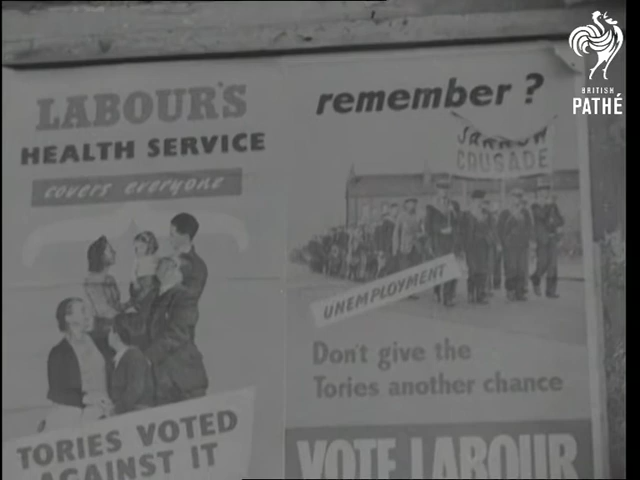 LABOUR'S
HEALTH SERVICE
covers everyone
TORIES VOTED
AGAINST IT
remember?
JARROW
CRUSADE
UNEMPLOYMENT
Don't give the
Tories another chance
VOTE LABOUR
BRITISH
PATHÉ